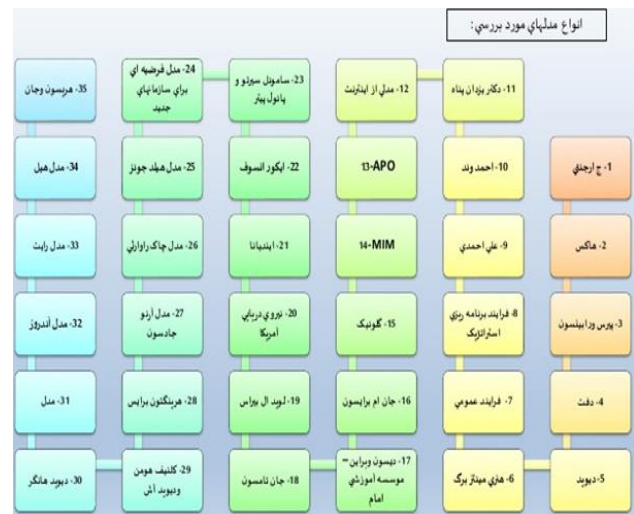 انواع مدلهاي مورد بررسي:
1- ج ارجنتي
2- هاكس
3- پيرس ورابينسون
4- دفت
5- ديويد
6- هنري مينتز برگ
7- فرايند عمومي
8- فرايند برنامه ريزي
استراتژيك
9- علي احمدي
10- احمد وند
11- دكتر يزدان پناه
12- مدلي از اينترنت
13-APO
14-MIM
15- گلونيك
16- جان ام برايسون
17- ديسون وبراين –
موسسه آموزشي
امام
18- جان تامسون
19- لويد ال بيراس
20- نيروي دريايي
آمريكا
21- اينديانا
22- ايگور انسوف
23- ساموئل سرتو و
پائول پيتر
24- مدل فرضيه اي
براي سازمانهاي
جديد
25- مدل هيلد جونز
26- مدل چاك راوارلي
27- مدل آرنو
جادسون
28- هرينگتون برايس
29- كلنيف هومن
وديويد آش
30- ديويد هانگر
31- مدل
32- مدل آندروز
33- مدل رايت
34- مدل هيل
35- هريسون وجان